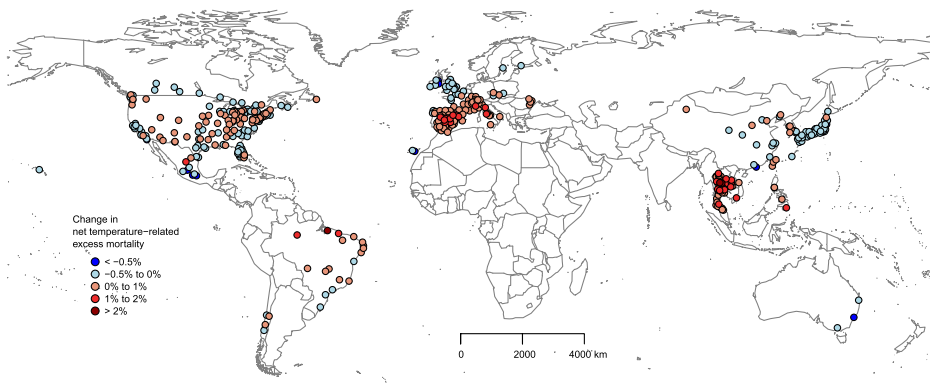 Change in
net temperature−related
excess mortality
< −0.5%
−0.5% to 0%
0% to 1%
1% to 2%
> 2%
0 2000 4000 km